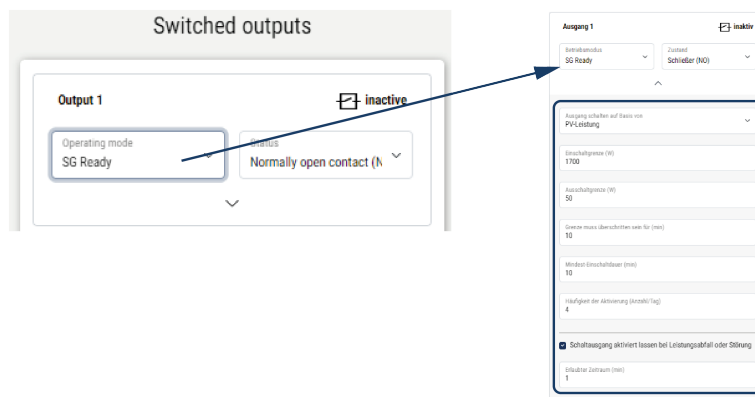 Switched outputs
Output 1
inactive
Operating mode
SG Ready
Status
Normally open contact (N
Ausgang 1
inaktiv
Betriebsmodus
SG Ready
Zustand
Schließer (NO)
Ausgang schalten auf Basis von
PV-Leistung
Einschaltgrenze (W)
1700
Ausschaltgrenze (W)
50
Grenze muss überschritten sein für (min)
10
Mindest-Einschaltdauer (min)
10
Häufigkeit der Aktivierung (Anzahl/Tag)
4
Schaltausgang aktiviert lassen bei Leistungsabfall oder Störung
Erlaubter Zeitraum (min)
1